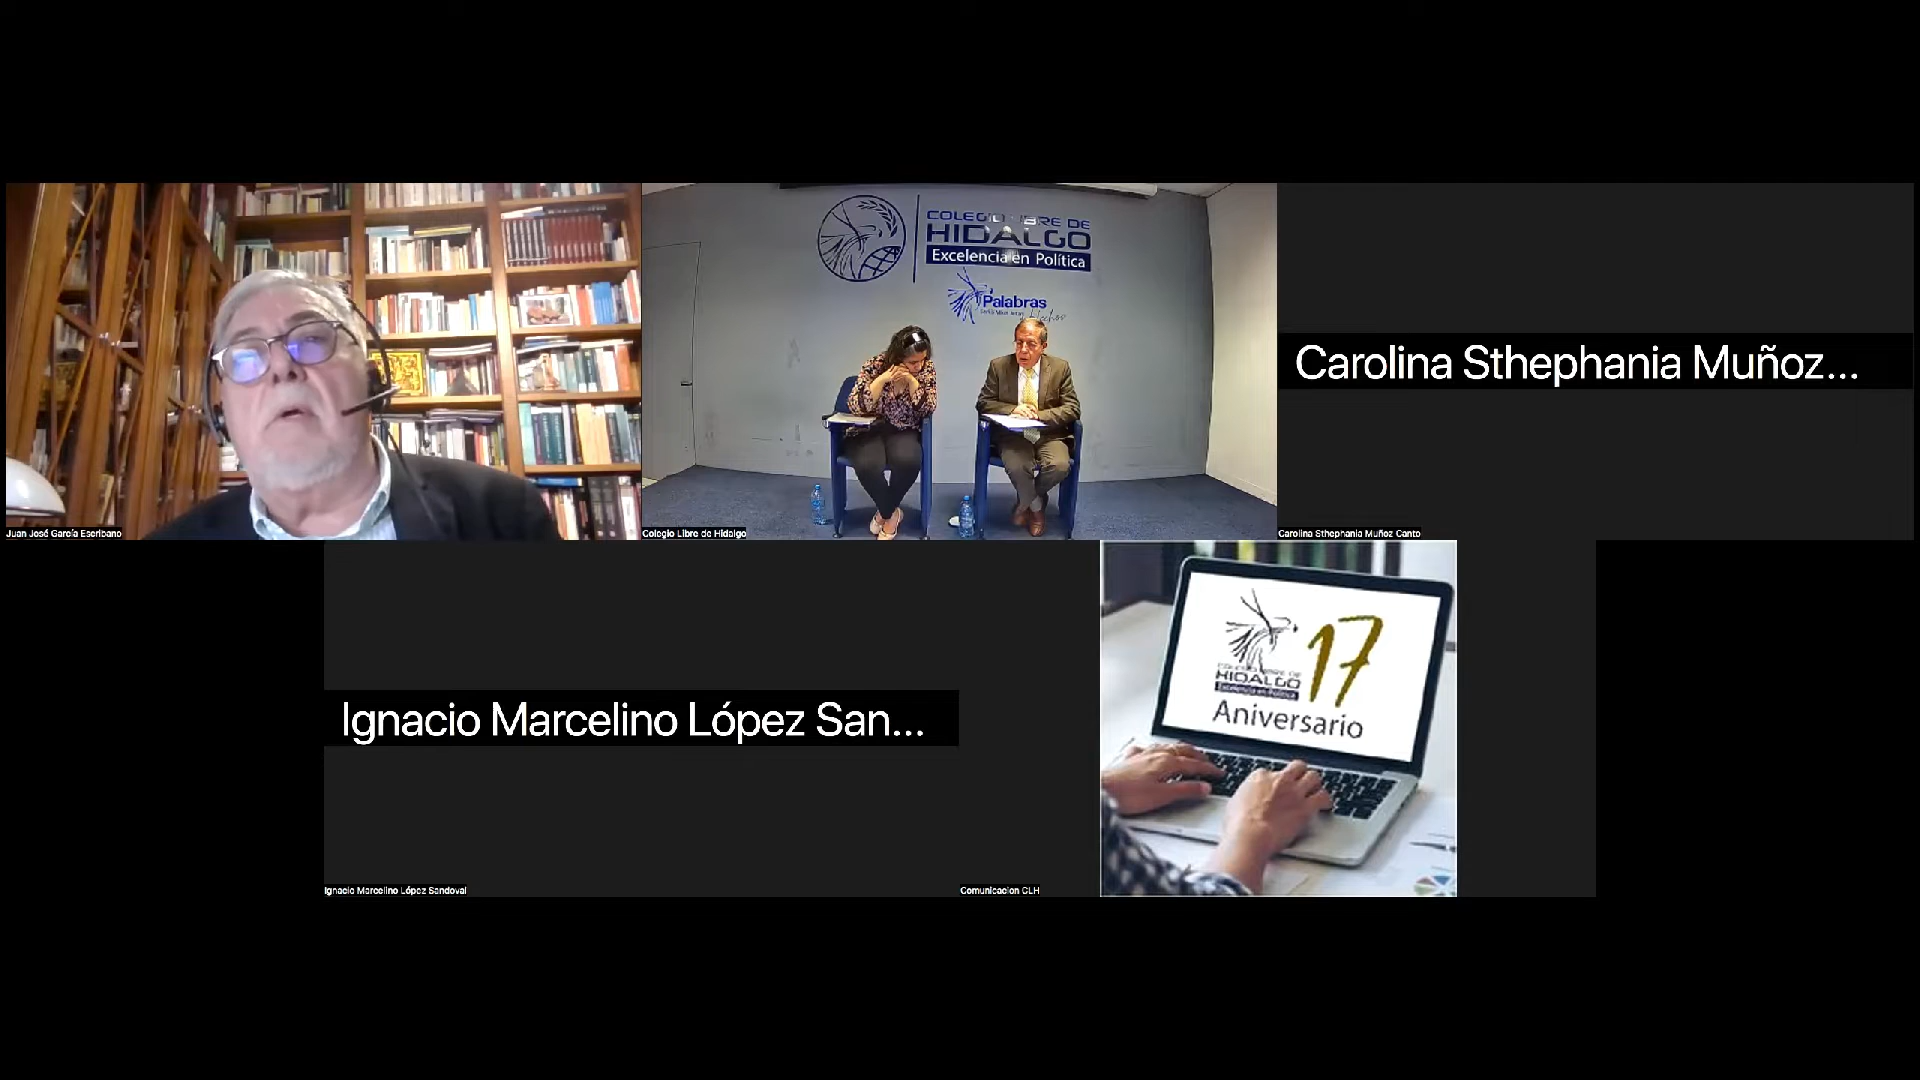 COLEGIO LIBRE DE
HIDALGO
Excelencia en Política
Palabras
Juan José García Escribano
Colegio Libre de Hidalgo
Carolina Sthephania Muñoz...
Carolina Sthephania Muñoz Canto
Ignacio Marcelino López San...
Ignacio Marcelino López Sandoval
Comunicacion CLH
COLEGIO LIBRE DE
HIDALGO
Excelencia en Política
17
Aniversario